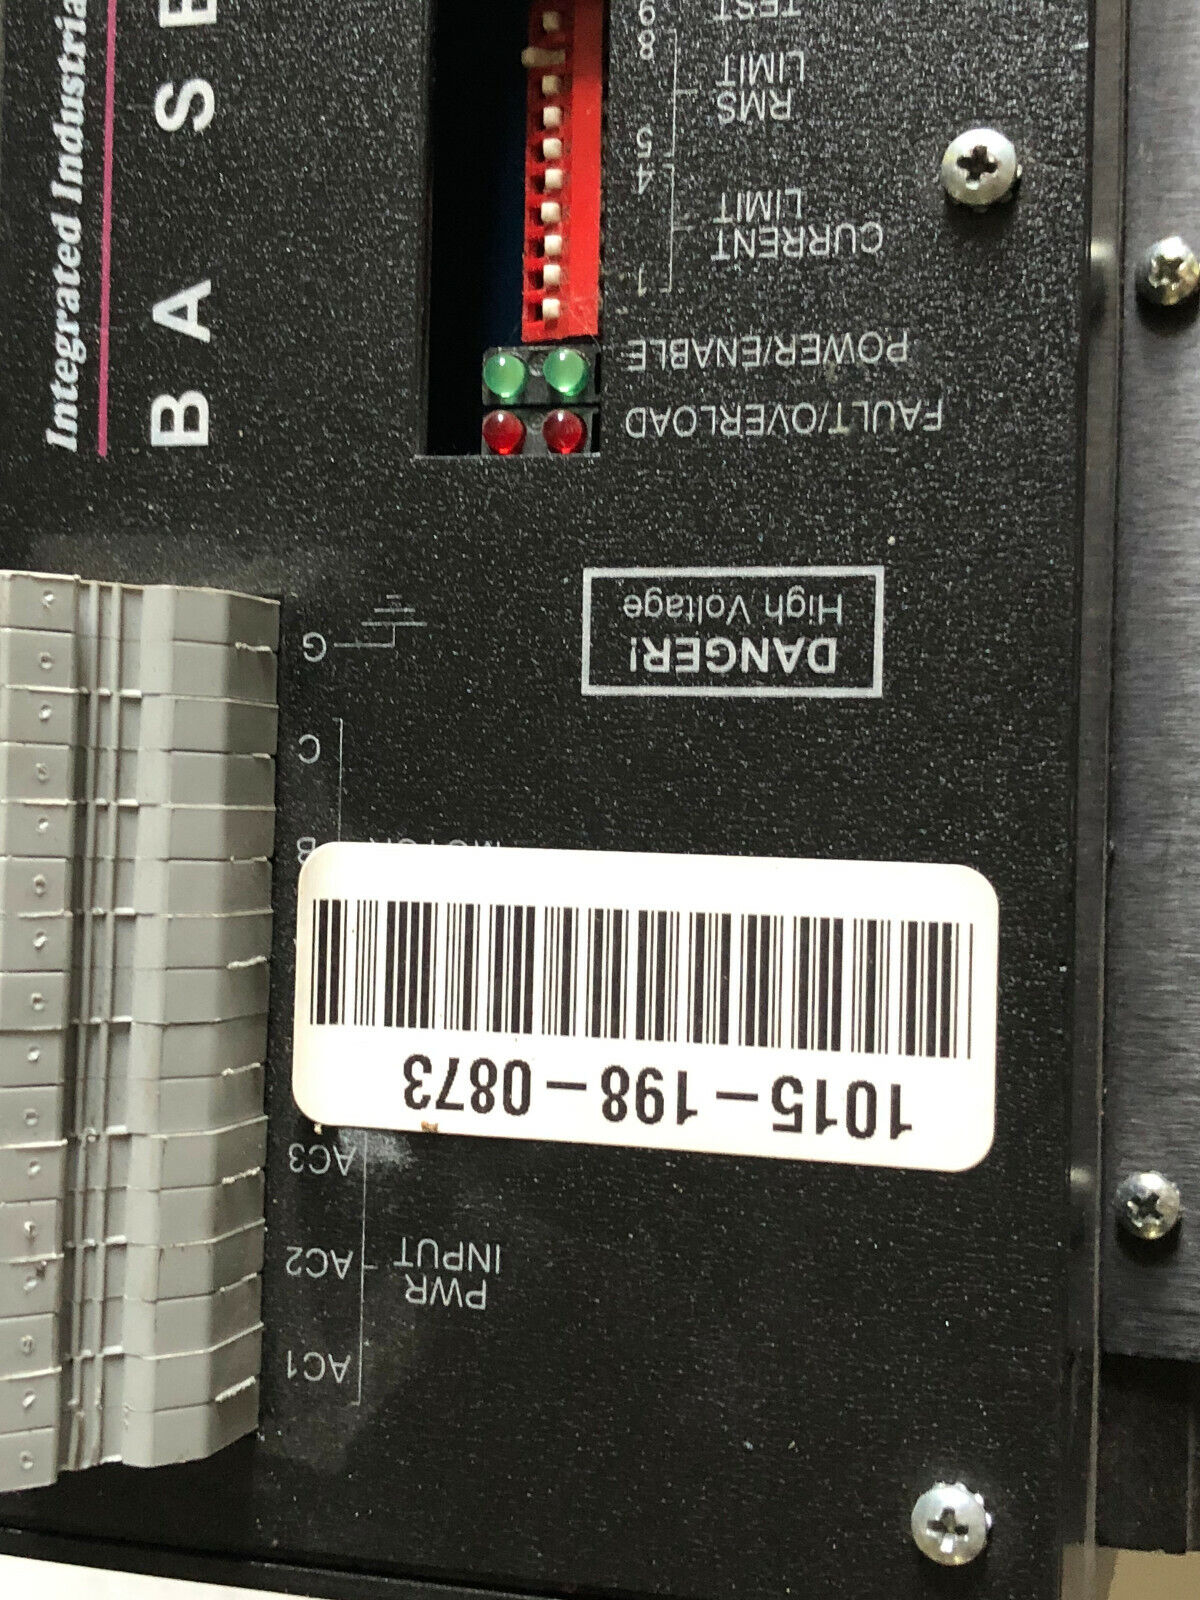 AC1
PWR
INPUT
AC2
AC3
1015-198-0873
B
C
G
DANGER!
High Voltage
FAULT/OVERLOAD
POWER/ENABLE
1
CURRENT
LIMIT
4
5
RMS
LIMIT
8
9
TEST
Integrated Industria
B A S E